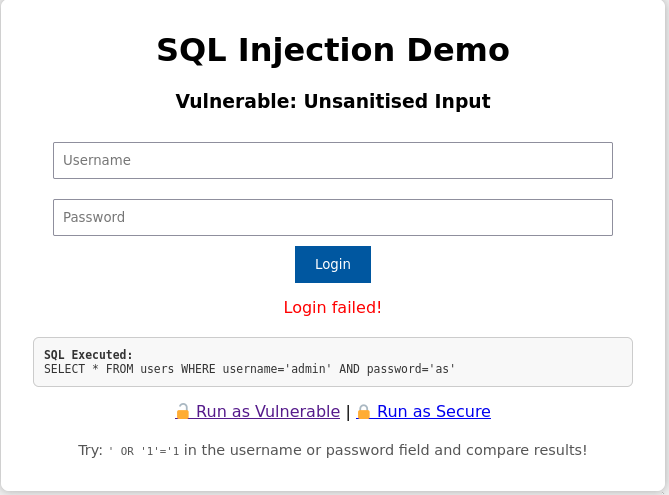 SQL Injection Demo
Vulnerable: Unsanitised Input
Username
Password
Login
Login failed!
SQL Executed:
SELECT * FROM users WHERE username='admin' AND password='as'
🔓 Run as Vulnerable | 🔒 Run as Secure
Try: ' OR '1'='1 in the username or password field and compare results!